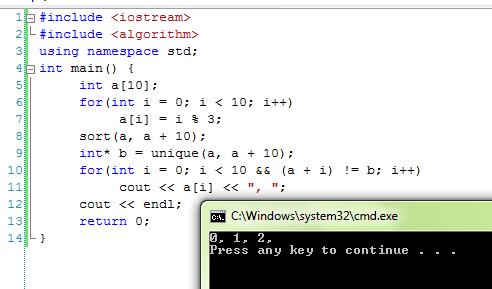 1 #include <iostream>
2 #include <algorithm>
3 using namespace std;
4 int main() {
5 int a[10];
6 for(int i = 0; i < 10; i++)
7 a[i] = i % 3;
8 sort(a, a + 10);
9 int* b = unique(a, a + 10);
10 for(int i = 0; i < 10 && (a + i) != b; i++)
11 cout << a[i] << ", ";
12 cout << endl;
13 return 0;
14 }
C:\Windows\system32\cmd.exe
0, 1, 2,
Press any key to continue . . .